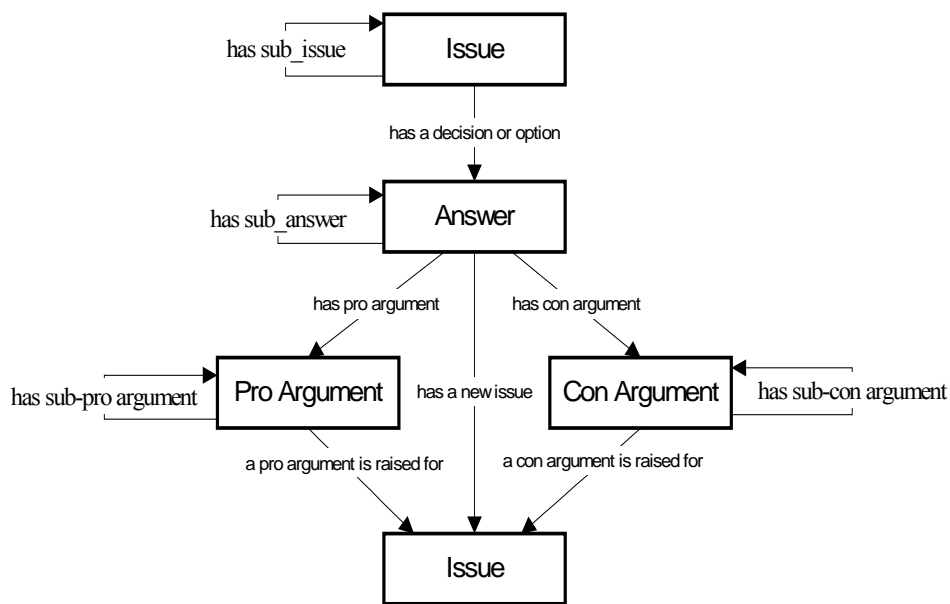 Issue
has sub_issue
has a decision or option
Answer
has sub_answer
has pro argument
has con argument
Pro Argument
has sub-pro argument
has a new issue
Con Argument
has sub-con argument
a pro argument is raised for
a con argument is raised for
Issue